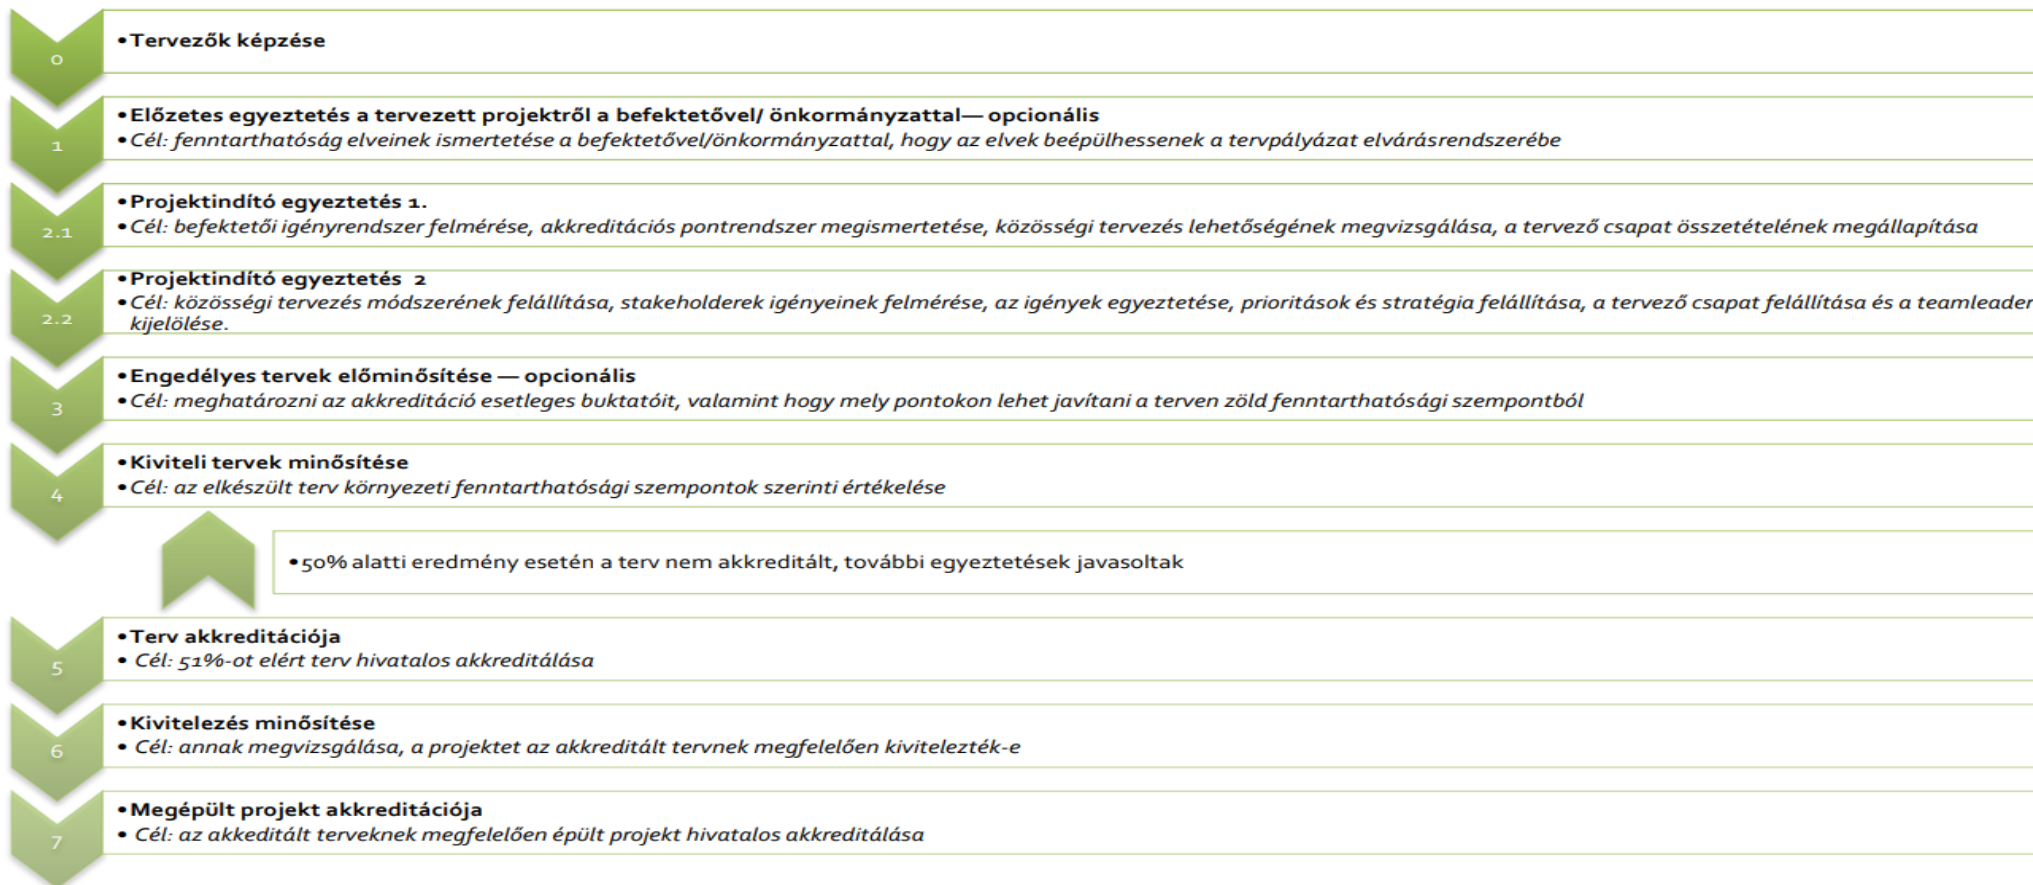 0
•Tervezők képzése
1
•Előzetes egyeztetés a tervezett projektről a befektetővel/ önkormányzattal— opcionális
•Cél: fenntarthatóság elveinek ismertetése a befektetővel/önkormányzattal, hogy az elvek beépülhessenek a tervpályázat elvárásrendszerébe
2.1
•Projektindító egyeztetés 1.
•Cél: befektetői igényrendszer felmérése, akkreditációs pontrendszer megismertetése, közösségi tervezés lehetőségének megvizsgálása, a tervező csapat összetételének megállapítása
2.2
•Projektindító egyeztetés 2
•Cél: közösségi tervezés módszerének felállítása, stakeholderek igényeinek felmérése, az igények egyeztetése, prioritások és stratégia felállítása, a tervező csapat felállítása és a teamleader
kijelölése.
3
•Engedélyes tervek előminősítése — opcionális
•Cél: meghatározni az akkreditáció esetleges buktatóit, valamint hogy mely pontokon lehet javítani a terven zöld fenntarthatósági szempontból
4
•Kiviteli tervek minősítése
•Cél: az elkészült terv környezeti fenntarthatósági szempontok szerinti értékelése
•50% alatti eredmény esetén a terv nem akkreditált, további egyeztetések javasoltak
5
•Terv akkreditációja
• Cél: 51%-ot elért terv hivatalos akkreditálása
6
•Kivitelezés minősítése
• Cél: annak megvizsgálása, a projektet az akkreditált tervnek megfelelően kivitelezték-e
7
•Megépült projekt akkreditációja
• Cél: az akkeditált terveknek megfelelően épült projekt hivatalos akkreditálása